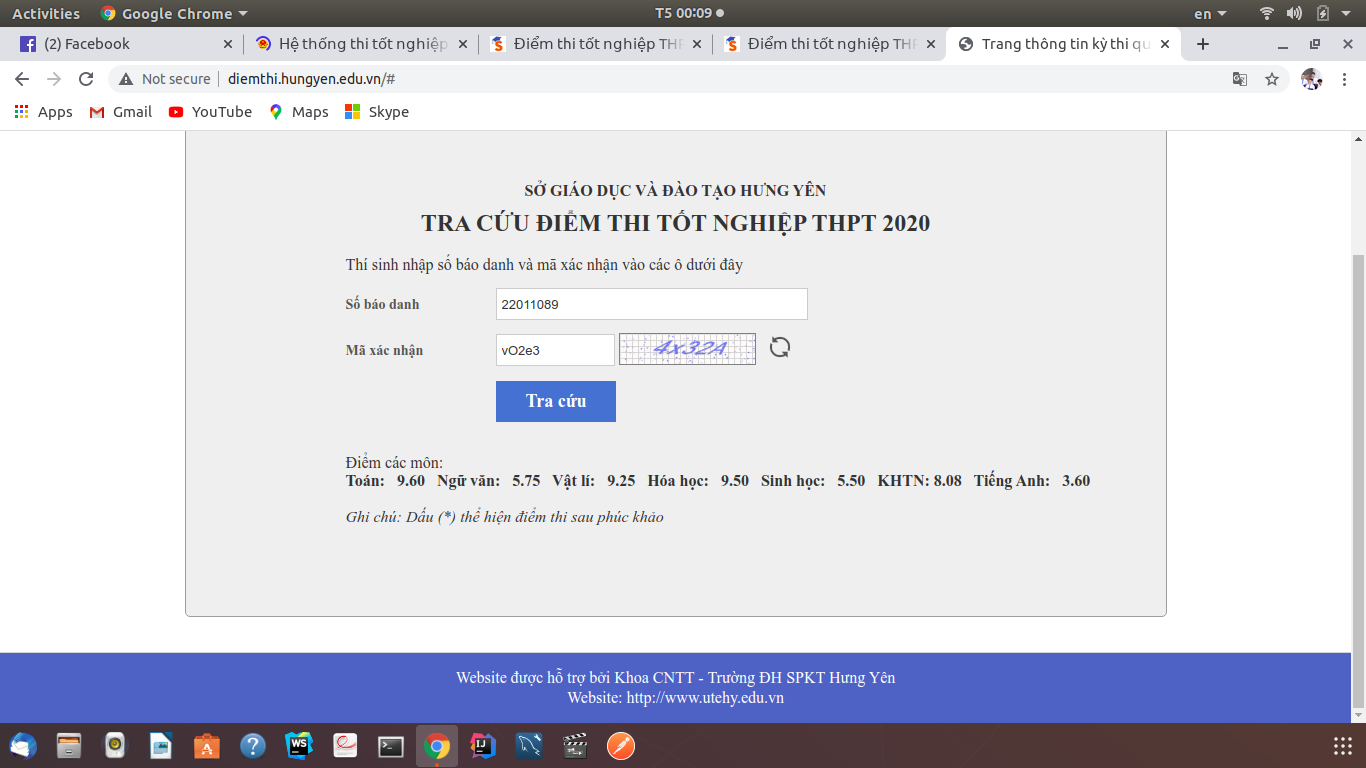 Activities Google Chrome T5 00:09 en
(2) Facebook Hệ thống thi tốt nghiệp Điểm thi tốt nghiệp THP Điểm thi tốt nghiệp THP Trang thông tin kỳ thi qu
Not secure diemthi.hungyen.edu.vn/#
Apps Gmail YouTube Maps Skype
SỞ GIÁO DỤC VÀ ĐÀO TẠO HƯNG YÊN
TRA CỨU ĐIỂM THI TỐT NGHIỆP THPT 2020
Thí sinh nhập số báo danh và mã xác nhận vào các ô dưới đây
Số báo danh 22011089
Mã xác nhận vO2e3 4x32A
Tra cứu
Điểm các môn:
Toán: 9.60 Ngữ văn: 5.75 Vật lí: 9.25 Hóa học: 9.50 Sinh học: 5.50 KHTN: 8.08 Tiếng Anh: 3.60
Ghi chú: Dấu (*) thể hiện điểm thi sau phúc khảo
Website được hỗ trợ bởi Khoa CNTT - Trường ĐH SPKT Hưng Yên
Website: http://www.utehy.edu.vn
WS IJ